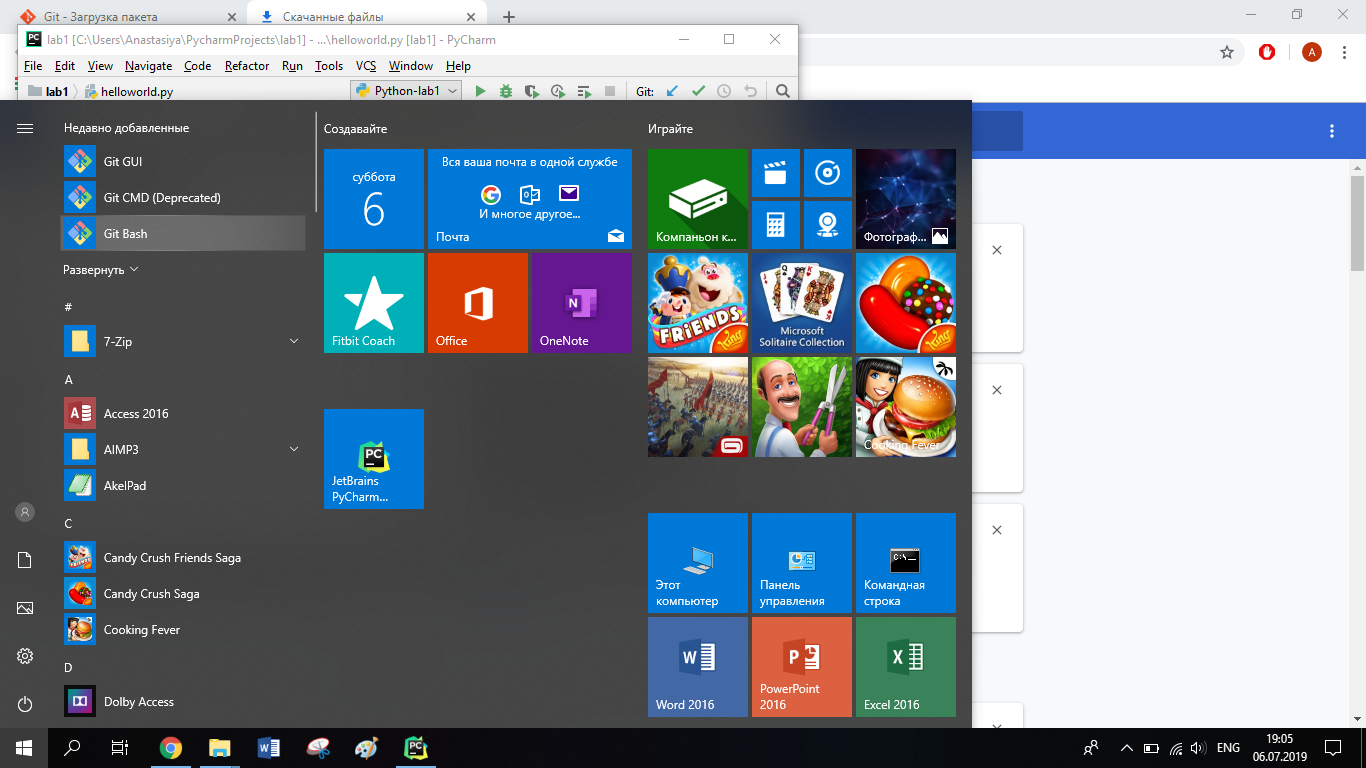 Git - Загрузка пакета
Скачанные файлы
lab1 [C:\Users\Anastasiya\PycharmProjects\lab1] - ...\helloworld.py [lab1] - PyCharm
File Edit View Navigate Code Refactor Run Tools VCS Window Help
lab1 helloworld.py
Python-lab1
Git:
A
Недавно добавленные
Git GUI
Git CMD (Deprecated)
Git Bash
Развернуть
#
7-Zip
A
Access 2016
AIMP3
AkelPad
C
Candy Crush Friends Saga
Candy Crush Saga
Cooking Fever
D
Dolby Access
Создавайте
суббота
6
Вся ваша почта в одной службе
И многое другое...
Почта
Fitbit Coach
Office
OneNote
JetBrains
PyCharm...
Играйте
Компаньон к...
Фотограф...
FRiENDS
King
Microsoft
Solitaire Collection
King
Cooking Fever
Этот
компьютер
Панель
управления
Командная
строка
Word 2016
PowerPoint
2016
Excel 2016
ENG
19:05
06.07.2019